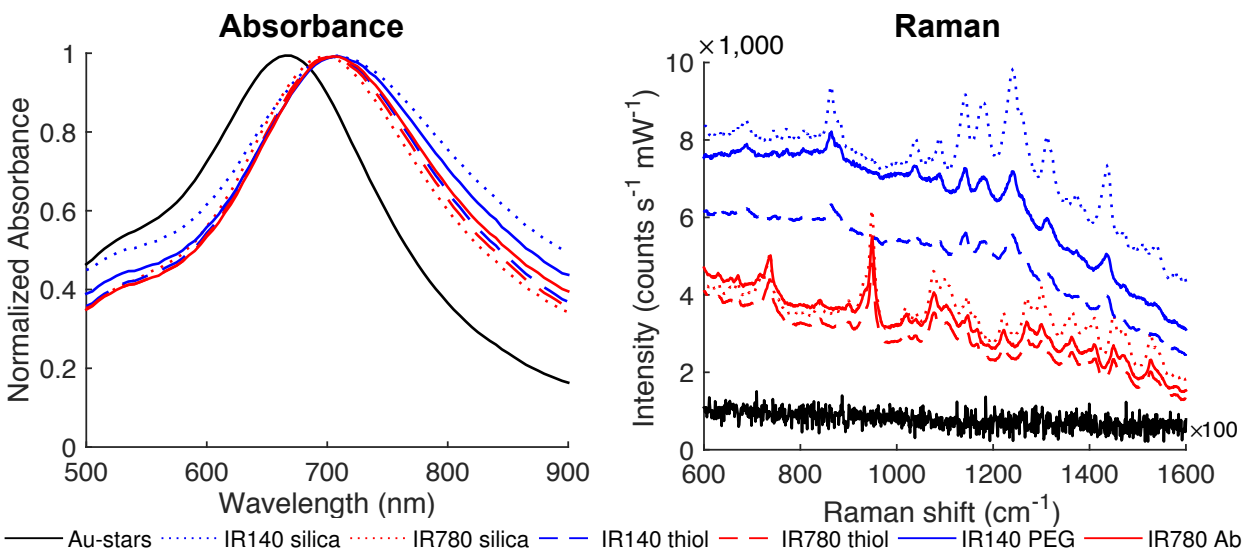 Absorbance
Normalized Absorbance
1
0.8
0.6
0.4
0.2
0
500 600 700 800 900
Wavelength (nm)
Raman
×1,000
Intensity (counts s⁻¹ mW⁻¹)
10
8
6
4
2
0
×100
600 800 1000 1200 1400 1600
Raman shift (cm⁻¹)
Au-stars IR140 silica IR780 silica IR140 thiol IR780 thiol IR140 PEG IR780 Ab